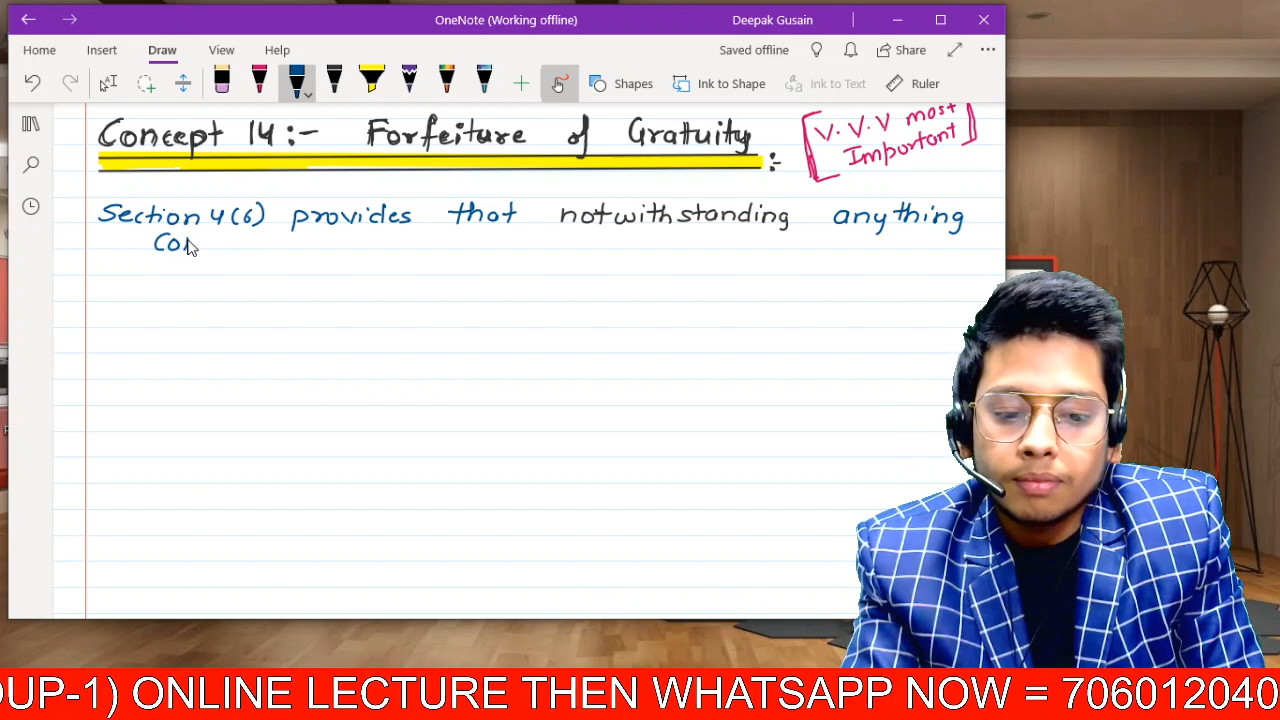 OneNote (Working offline)
Deepak Gusain
Home Insert Draw View Help
Saved offline
Share
Shapes
Ink to Shape
Ink to Text
Ruler
Concept 14:- Forfeiture of Gratuity :-
[V. V. V most
Important]
Section 4(6) provides that notwithstanding anything
Con
OUP-1) ONLINE LECTURE THEN WHATSAPP NOW = 706012040